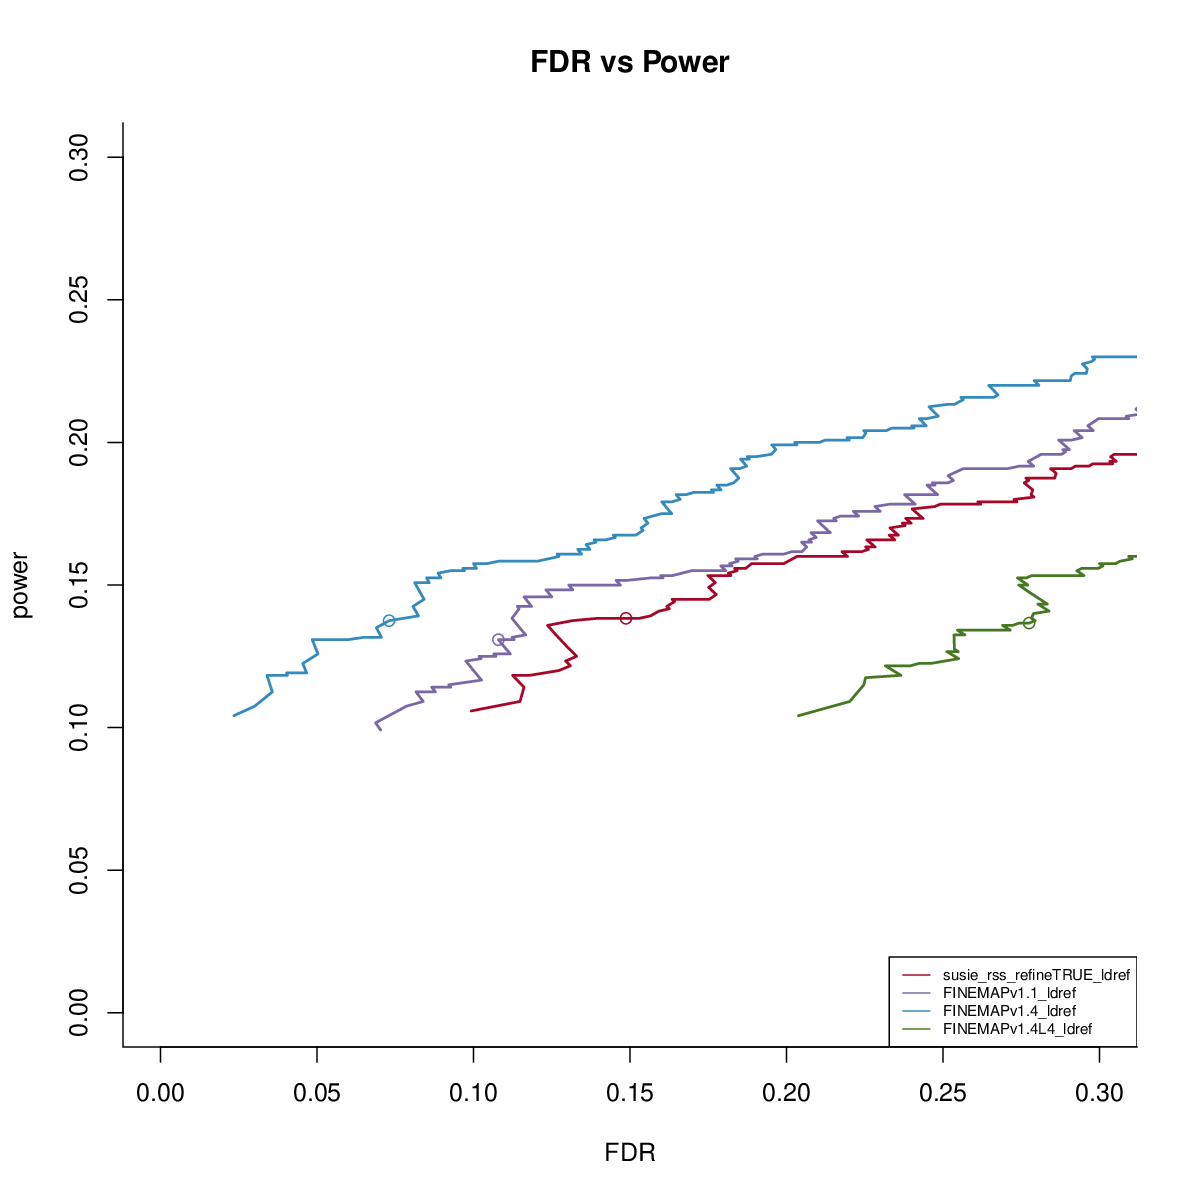 FDR vs Power
power
0.30
0.25
0.20
0.15
0.10
0.05
0.00
susie_rss_refineTRUE_ldref
FINEMAPv1.1_ldref
FINEMAPv1.4_ldref
FINEMAPv1.4L4_ldref
0.00 0.05 0.10 0.15 0.20 0.25 0.30
FDR